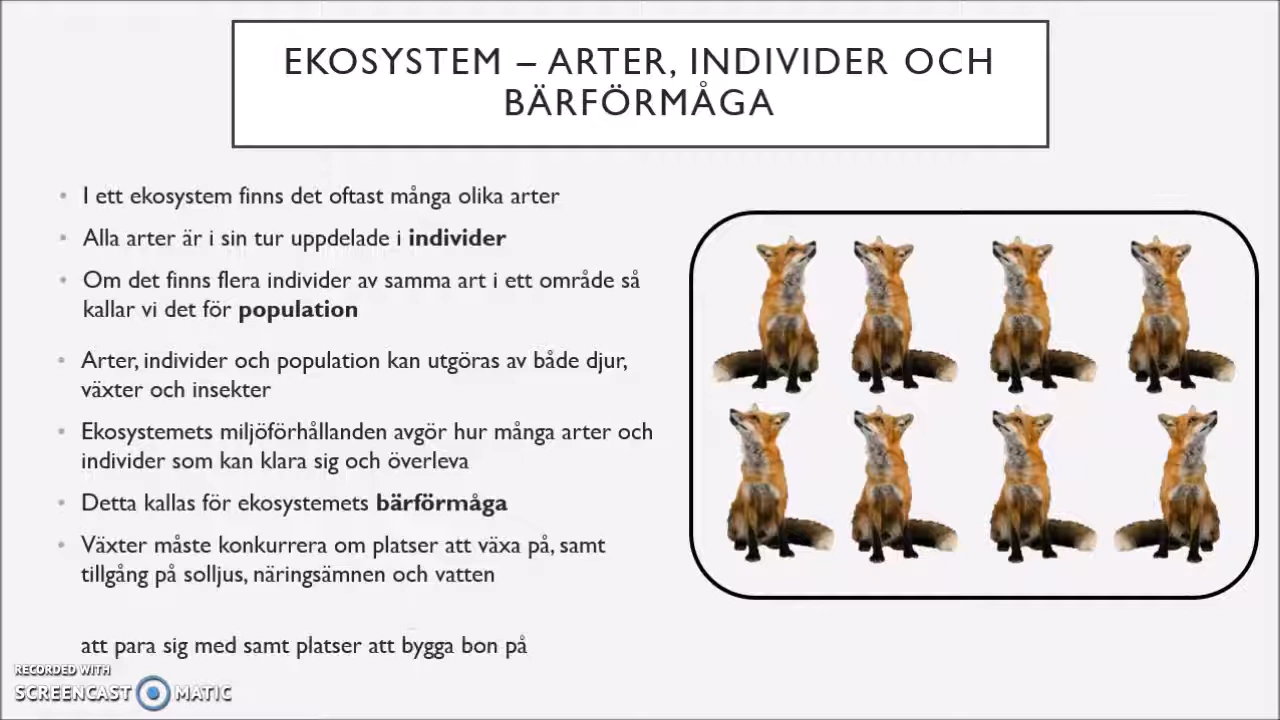 EKOSYSTEM – ARTER, INDIVIDER OCH
BÄRFÖRMÅGA
• I ett ekosystem finns det oftast många olika arter
• Alla arter är i sin tur uppdelade i individer
• Om det finns flera individer av samma art i ett område så
kallar vi det för population
• Arter, individer och population kan utgöras av både djur,
växter och insekter
• Ekosystemets miljöförhållanden avgör hur många arter och
individer som kan klara sig och överleva
• Detta kallas för ekosystemets bärförmåga
• Växter måste konkurrera om platser att växa på, samt
tillgång på solljus, näringsämnen och vatten
att para sig med samt platser att bygga bon på
RECORDED WITH
SCREENCAST MATIC